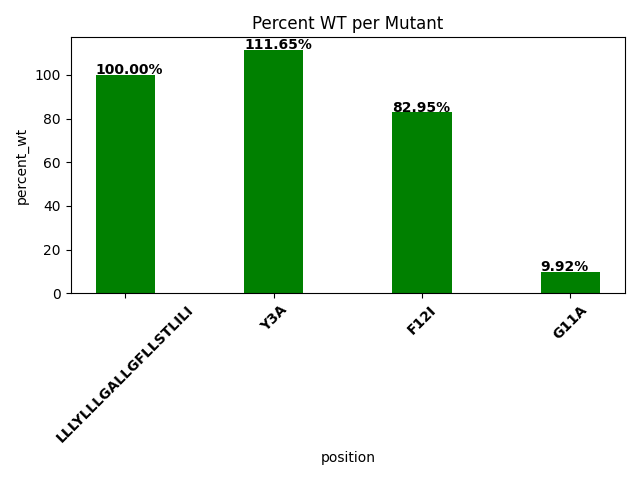 Percent WT per Mutant
percent_wt
100
80
60
40
20
0
100.00%
111.65%
82.95%
9.92%
LLLYLLLGALLGFLLSTLILI
Y3A
F12I
G11A
position